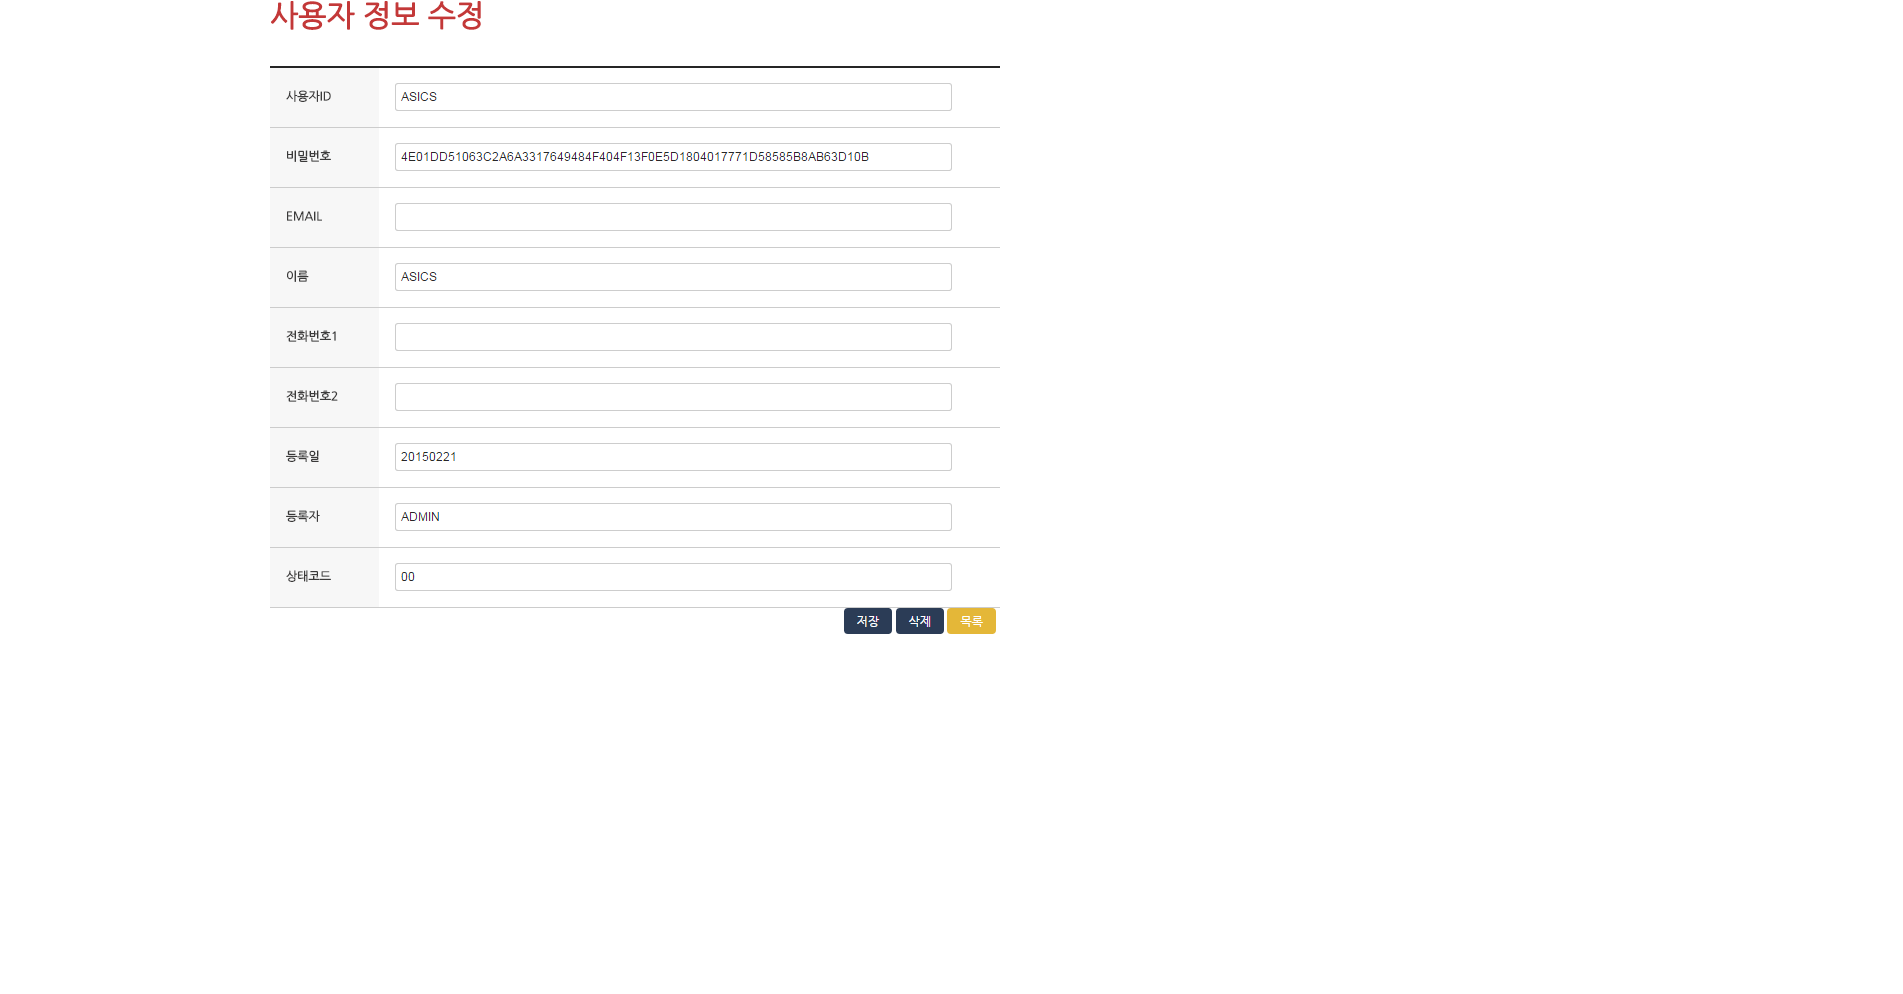 사용자 정보 수정
사용자ID ASICS
비밀번호 4E01DD51063C2A6A3317649484F404F13F0E5D1804017771D58585B8AB63D10B
EMAIL
이름 ASICS
전화번호1
전화번호2
등록일 20150221
등록자 ADMIN
상태코드 00
저장 삭제 목록